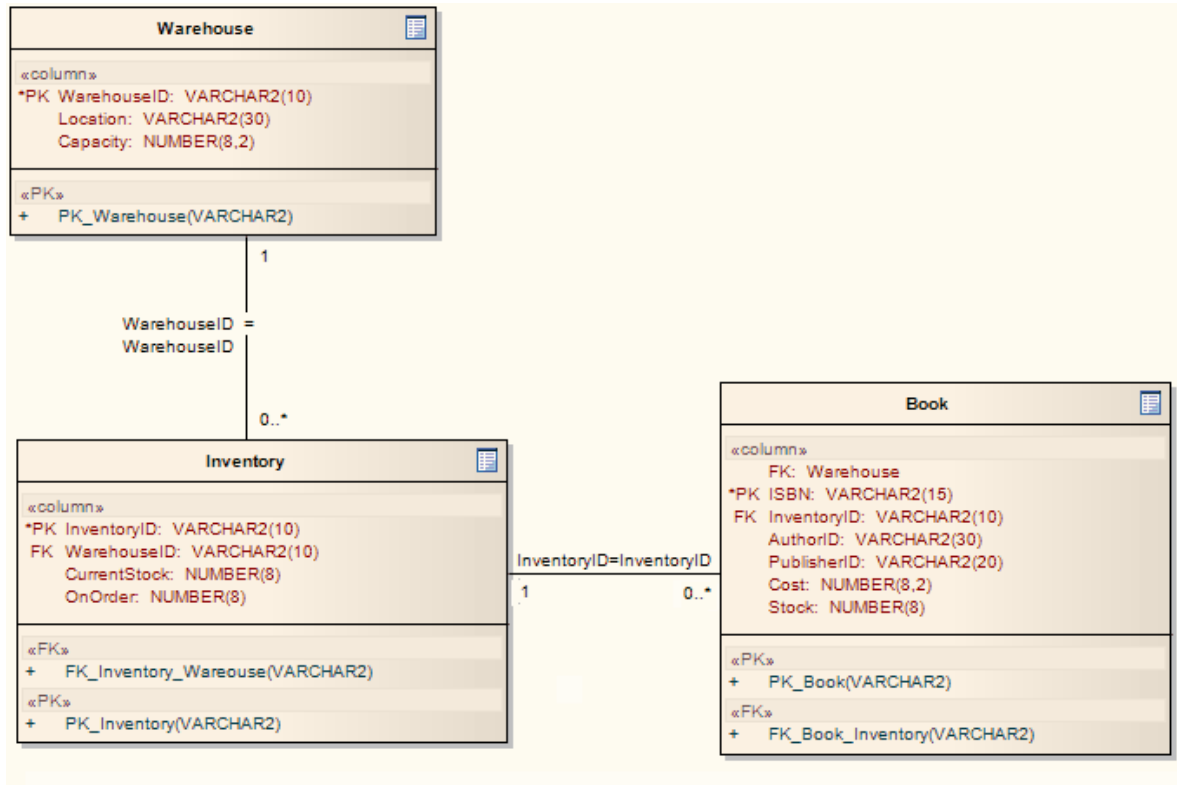 Warehouse
«column»
*PK WarehouseID: VARCHAR2(10)
Location: VARCHAR2(30)
Capacity: NUMBER(8,2)
«PK»
+ PK_Warehouse(VARCHAR2)
1
WarehouseID =
WarehouseID
0..*
Inventory
«column»
*PK InventoryID: VARCHAR2(10)
FK WarehouseID: VARCHAR2(10)
CurrentStock: NUMBER(8)
OnOrder: NUMBER(8)
«FK»
+ FK_Inventory_Wareouse(VARCHAR2)
«PK»
+ PK_Inventory(VARCHAR2)
InventoryID=InventoryID
1 0..*
Book
«column»
FK: Warehouse
*PK ISBN: VARCHAR2(15)
FK InventoryID: VARCHAR2(10)
AuthorID: VARCHAR2(30)
PublisherID: VARCHAR2(20)
Cost: NUMBER(8,2)
Stock: NUMBER(8)
«PK»
+ PK_Book(VARCHAR2)
«FK»
+ FK_Book_Inventory(VARCHAR2)